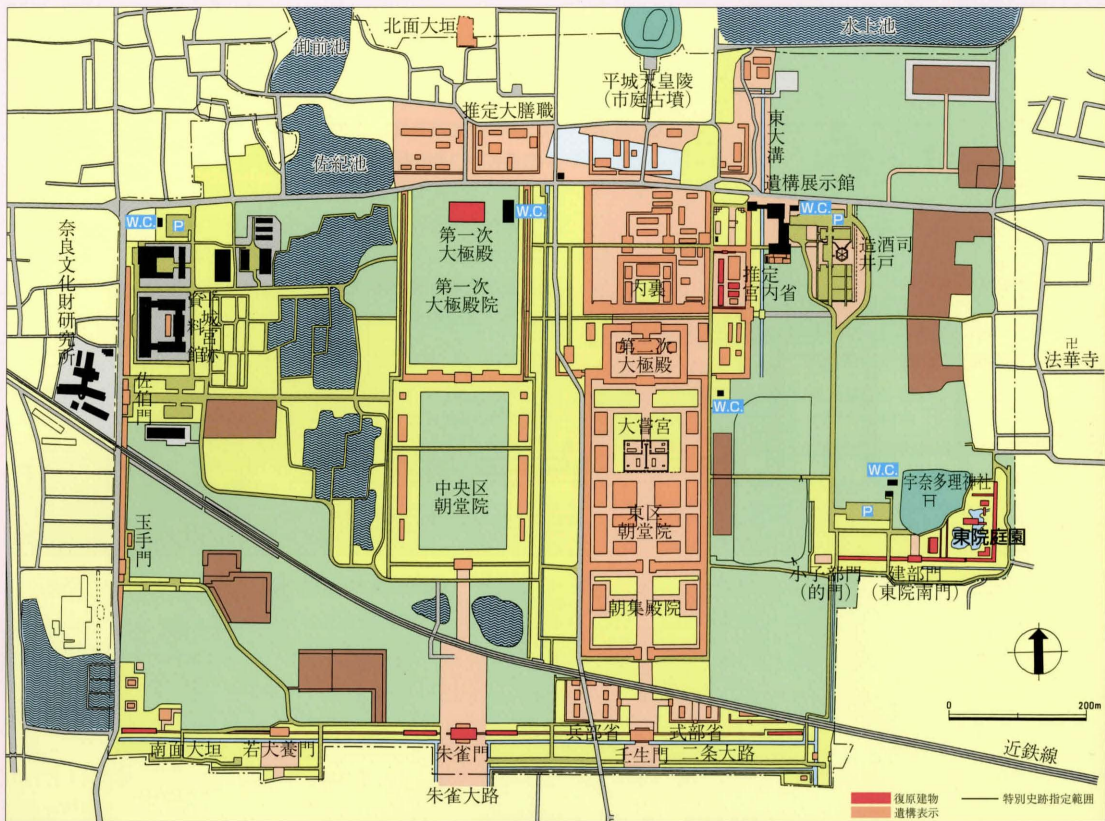 北面大垣
御前池
水上池
平城天皇陵
(市庭古墳)
推定大膳職
東大溝
佐紀池
遺構展示館
W.C.
P
W.C.
W.C.
P
奈良文化財研究所
第一次
大極殿
造酒司
井戸
推定
宮内省
内裏
第一次
大極殿院
平城宮跡
資料館
第二次
大極殿
卍
法華寺
佐伯門
W.C.
大嘗宮
W.C.
宇奈多理神社
中央区
朝堂院
東区
朝堂院
P
東院庭園
玉手門
小子部門
(的門)
建部門
(東院南門)
朝集殿院
0
200m
兵部省
式部省
南面大垣
若犬養門
朱雀門
壬生門
二条大路
近鉄線
朱雀大路
復原建物
遺構表示
特別史跡指定範囲